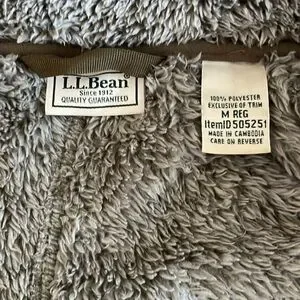 L.L.Bean®
Since 1912
QUALITY GUARANTEED
100% POLYESTER
EXCLUSIVE OF TRIM
M REG
ItemID 505251
MADE IN CAMBODIA
CARE ON REVERSE